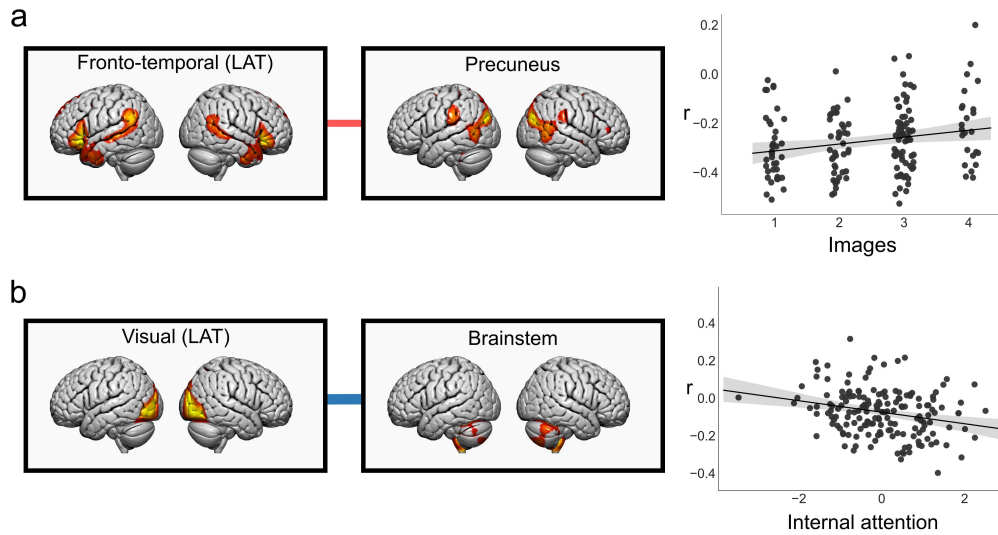 a
Fronto-temporal (LAT)
Precuneus
0.2
0.0
r
−0.2
−0.4
1 2 3 4
Images
b
Visual (LAT)
Brainstem
0.4
0.2
r
0.0
−0.2
−0.4
−2 0 2
Internal attention